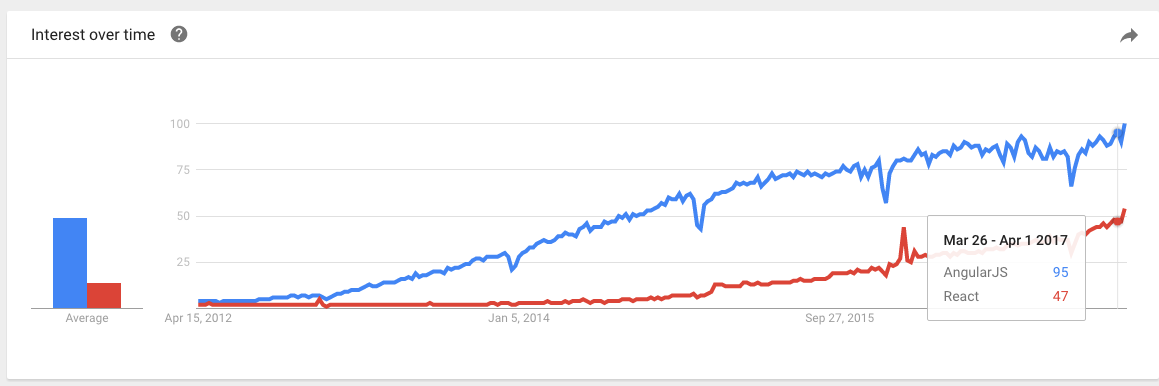 Interest over time
100
75
50
25
Average
Apr 15, 2012
Jan 5, 2014
Sep 27, 2015
Mar 26 - Apr 1 2017
AngularJS 95
React 47